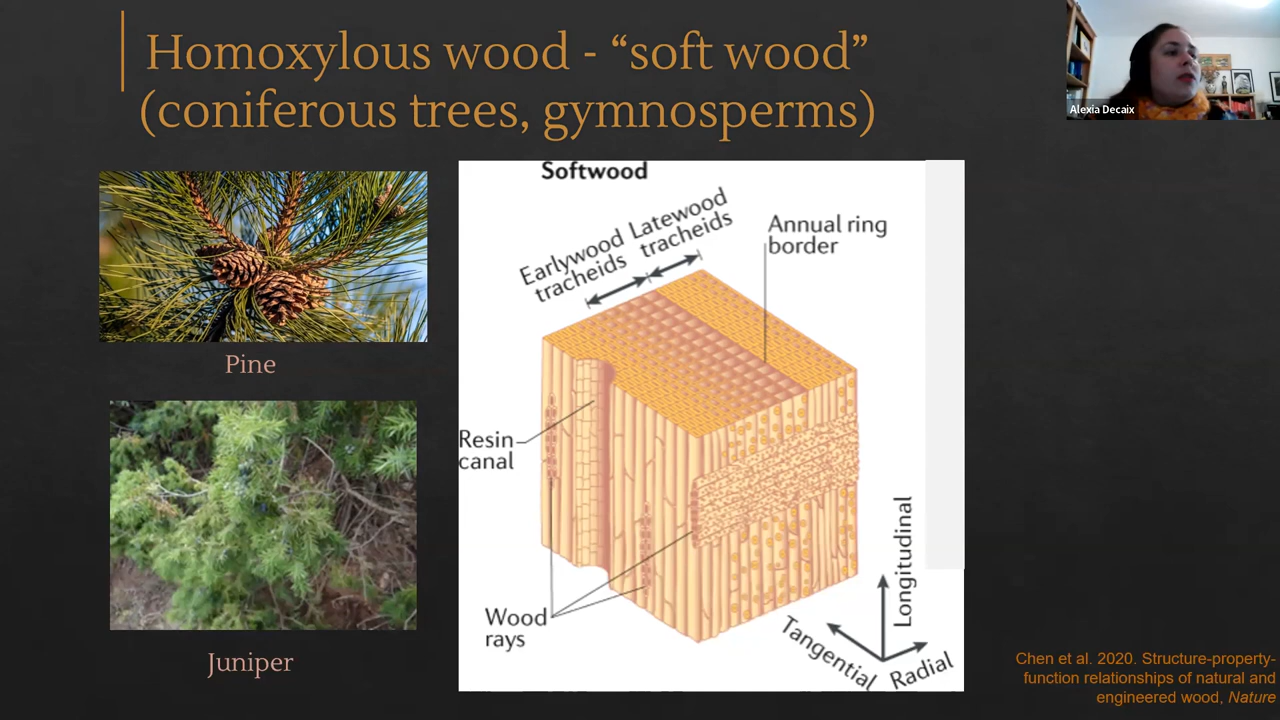 Homoxylous wood - “soft wood”
(coniferous trees, gymnosperms)
Alexia Decaix
Pine
Juniper
Softwood
Earlywood
tracheids
Latewood
tracheids
Annual ring
border
Resin
canal
Wood
rays
Longitudinal
Tangential
Radial
Chen et al. 2020. Structure-property-
function relationships of natural and
engineered wood, Nature